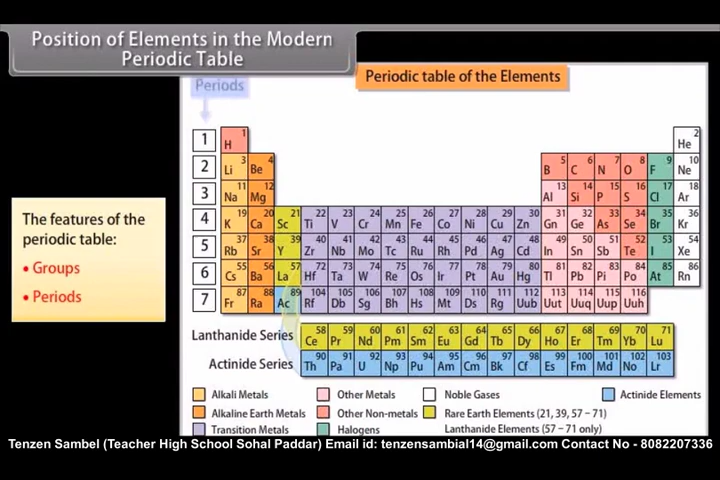 Position of Elements in the Modern
Periodic Table
Periodic table of the Elements
Periods
1
H 1
He 2
2
Li 3 Be 4 B 5 C 6 N 7 O 8 F 9 Ne 10
3
Na 11 Mg 12 Al 13 Si 14 P 15 S 16 Cl 17 Ar 18
4
K 19 Ca 20 Sc 21 Ti 22 V 23 Cr 24 Mn 25 Fe 26 Co 27 Ni 28 Cu 29 Zn 30 Gn 31 Ge 32 As 33 Se 34 Br 35 Kr 36
5
Rb 37 Sr 38 Y 39 Zr 40 Nb 41 Mo 42 Tc 43 Ru 44 Rh 45 Pd 46 Ag 47 Cd 48 In 49 Sn 50 Sb 51 Te 52 I 53 Xe 54
6
Cs 55 Ba 56 La 57 Hf 72 Ta 73 W 74 Re 75 Os 76 Ir 77 Pt 78 Au 79 Hg 80 Tl 81 Pb 82 Bi 83 Po 84 At 85 Rn 86
7
Fr 87 Ra 88 Ac 89 Rf 104 Db 105 Sg 106 Bh 107 Hs 108 Mt 109 Ds 110 Rg 111 Uub 112 Uut 113 Uuq 114 Uup 115 Uuh 116
The features of the
periodic table:
• Groups
• Periods
Lanthanide Series
Ce 58 Pr 59 Nd 60 Pm 61 Sm 62 Eu 63 Gd 64 Tb 65 Dy 66 Ho 67 Er 68 Tm 69 Yb 70 Lu 71
Actinide Series
Th 90 Pa 91 U 92 Np 93 Pu 94 Am 95 Cm 96 Bk 97 Cf 98 Es 99 Fm 100 Md 101 No 102 Lr 103
Alkali Metals
Other Metals
Noble Gases
Actinide Elements
Alkaline Earth Metals
Other Non-metals
Rare Earth Elements (21, 39, 57 – 71)
Transition Metals
Halogens
Lanthanide Elements (57 – 71 only)
Tenzen Sambel (Teacher High School Sohal Paddar) Email id: tenzensambial14@gmail.com Contact No - 8082207336